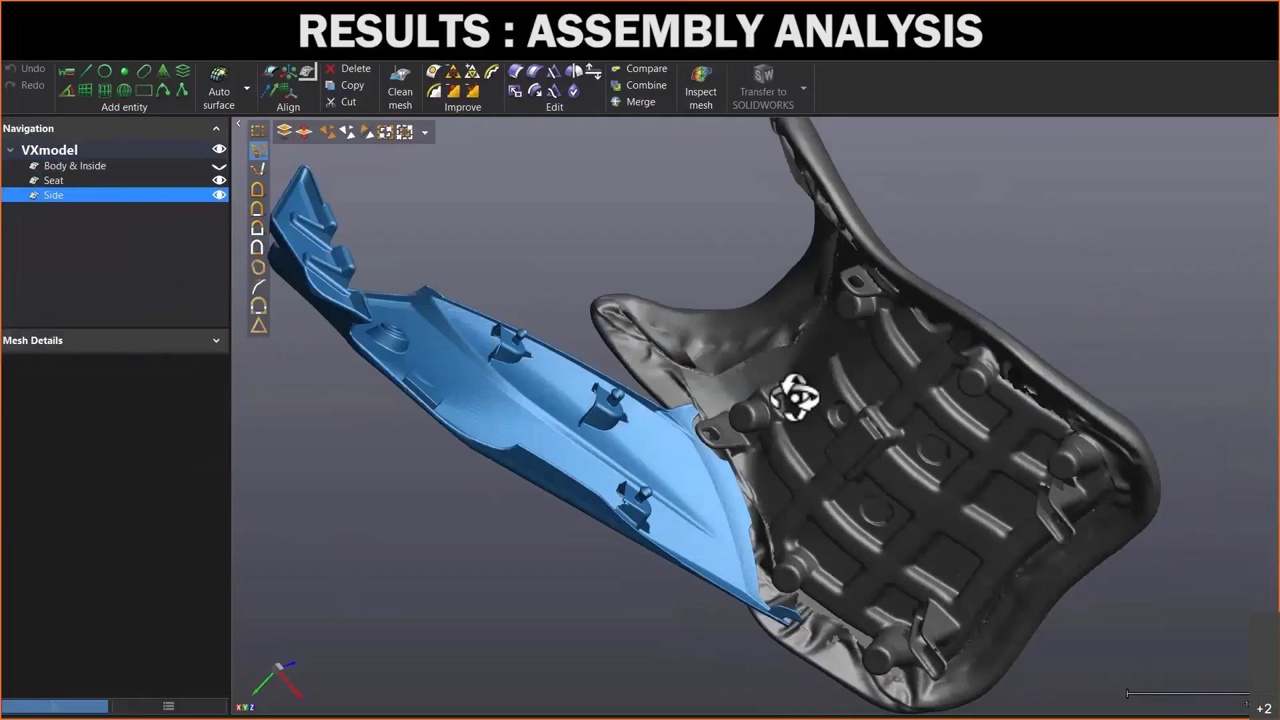 RESULTS : ASSEMBLY ANALYSIS
Undo
Redo
Add entity
Auto
surface
Align
Delete
Copy
Cut
Clean
mesh
Improve
Edit
Compare
Combine
Merge
Inspect
mesh
Transfer to
SOLIDWORKS
Navigation
VXmodel
Body & Inside
Seat
Side
Mesh Details
XYZ
+2